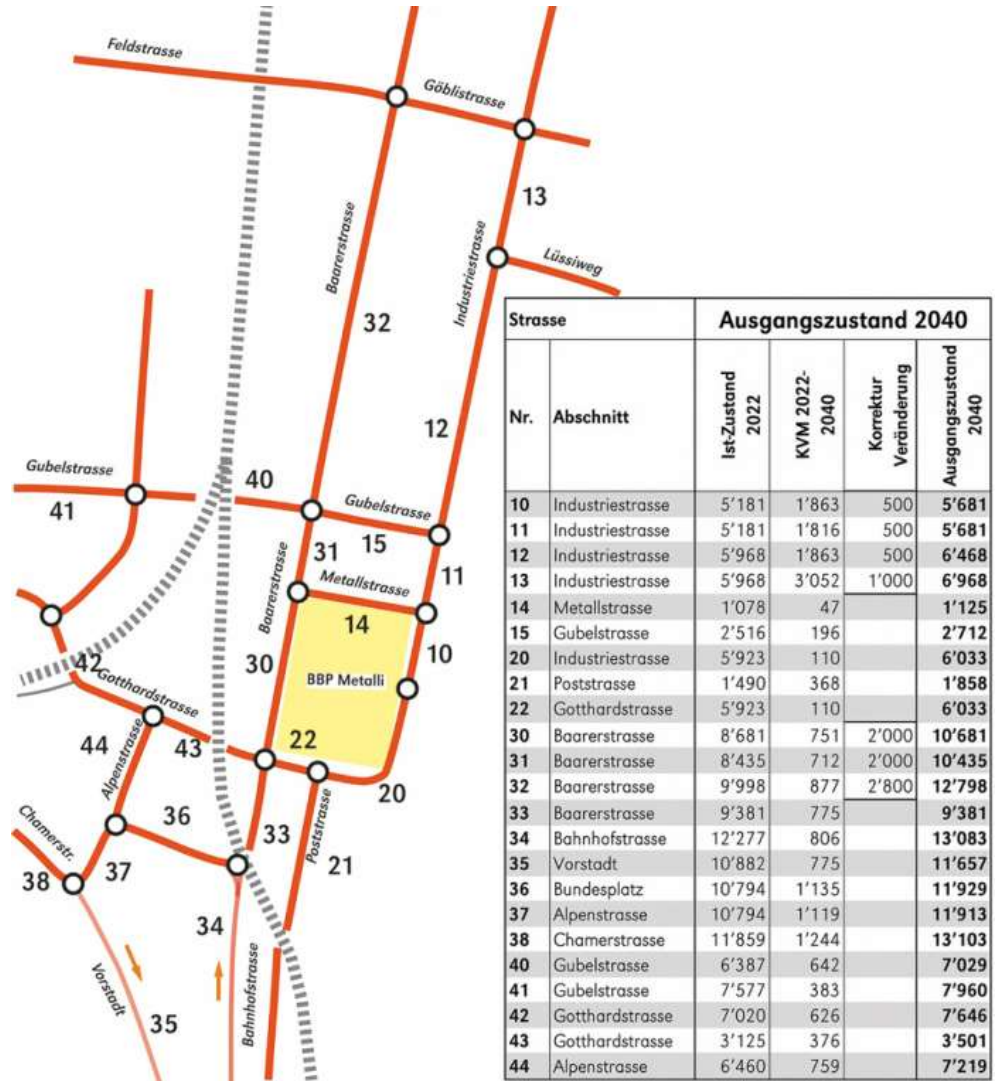 Feldstrasse
Göblistrasse
13
Baarerstrasse
Industriestrasse
Lüssiweg
32
12
Gubelstrasse
40
41
Gubelstrasse
31
15
11
Baarerstrasse
Metallstrasse
14
10
30
BBP Metalli
42
Gotthardstrasse
22
44
43
Alpenstrasse
20
36
33
Poststrasse
21
Chamerstr.
37
38
34
Vorstadt
35
Bahnhofstrasse
Strasse Ausgangszustand 2040
Nr. Abschnitt Ist-Zustand 2022 KVM 2022-2040 Korrektur Veränderung Ausgangszustand 2040
10 Industriestrasse 5'181 1'863 500 5'681
11 Industriestrasse 5'181 1'816 500 5'681
12 Industriestrasse 5'968 1'863 500 6'468
13 Industriestrasse 5'968 3'052 1'000 6'968
14 Metallstrasse 1'078 47 1'125
15 Gubelstrasse 2'516 196 2'712
20 Industriestrasse 5'923 110 6'033
21 Poststrasse 1'490 368 1'858
22 Gotthardstrasse 5'923 110 6'033
30 Baarerstrasse 8'681 751 2'000 10'681
31 Baarerstrasse 8'435 712 2'000 10'435
32 Baarerstrasse 9'998 877 2'800 12'798
33 Baarerstrasse 9'381 775 9'381
34 Bahnhofstrasse 12'277 806 13'083
35 Vorstadt 10'882 775 11'657
36 Bundesplatz 10'794 1'135 11'929
37 Alpenstrasse 10'794 1'119 11'913
38 Chamerstrasse 11'859 1'244 13'103
40 Gubelstrasse 6'387 642 7'029
41 Gubelstrasse 7'577 383 7'960
42 Gotthardstrasse 7'020 626 7'646
43 Gotthardstrasse 3'125 376 3'501
44 Alpenstrasse 6'460 759 7'219